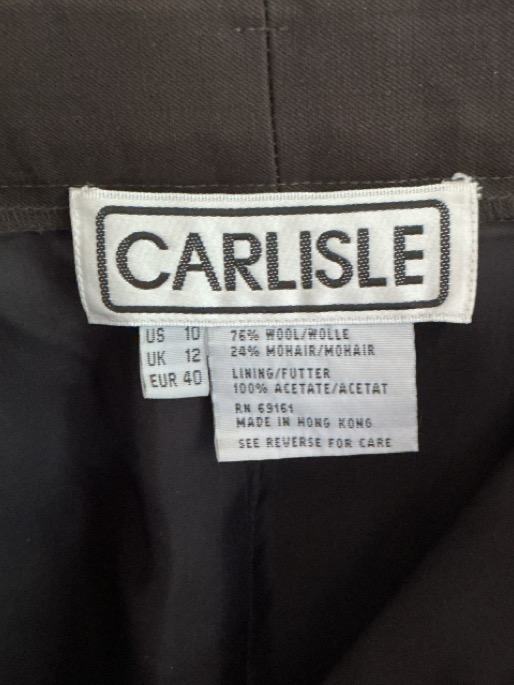 CARLISLE
US 10
UK 12
EUR 40
76% WOOL/WOLLE
24% MOHAIR/MOHAIR
LINING/FUTTER
100% ACETATE/ACETAT
RN 69161
MADE IN HONG KONG
SEE REVERSE FOR CARE